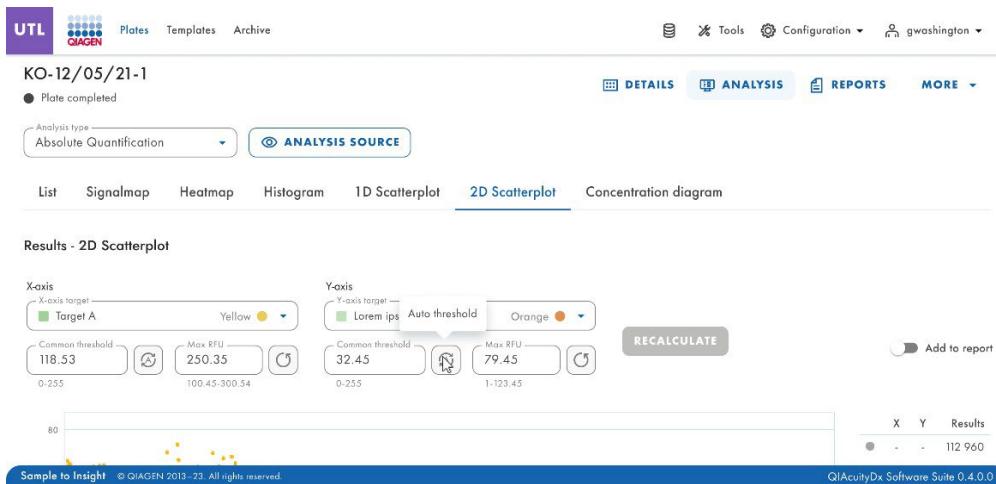 UTL
QIAGEN
Plates Templates Archive
Tools Configuration gwashington
KO-12/05/21-1
Plate completed
DETAILS ANALYSIS REPORTS MORE
Analysis type
Absolute Quantification
ANALYSIS SOURCE
List Signalmap Heatmap Histogram 1D Scatterplot 2D Scatterplot Concentration diagram
Results - 2D Scatterplot
X-axis Y-axis
X-axis target Y-axis target
Target A Yellow Lorem ips Auto threshold Orange
Common threshold Max RFU Common threshold Max RFU
118.53 A 250.35 32.45 79.45
RECALCULATE
Add to report
0-255 100.45-300.54 0-255 1-123.45
X Y Results
80
- - 112 960
Sample to Insight © QIAGEN 2013–23. All rights reserved. QIAcuityDx Software Suite 0.4.0.0